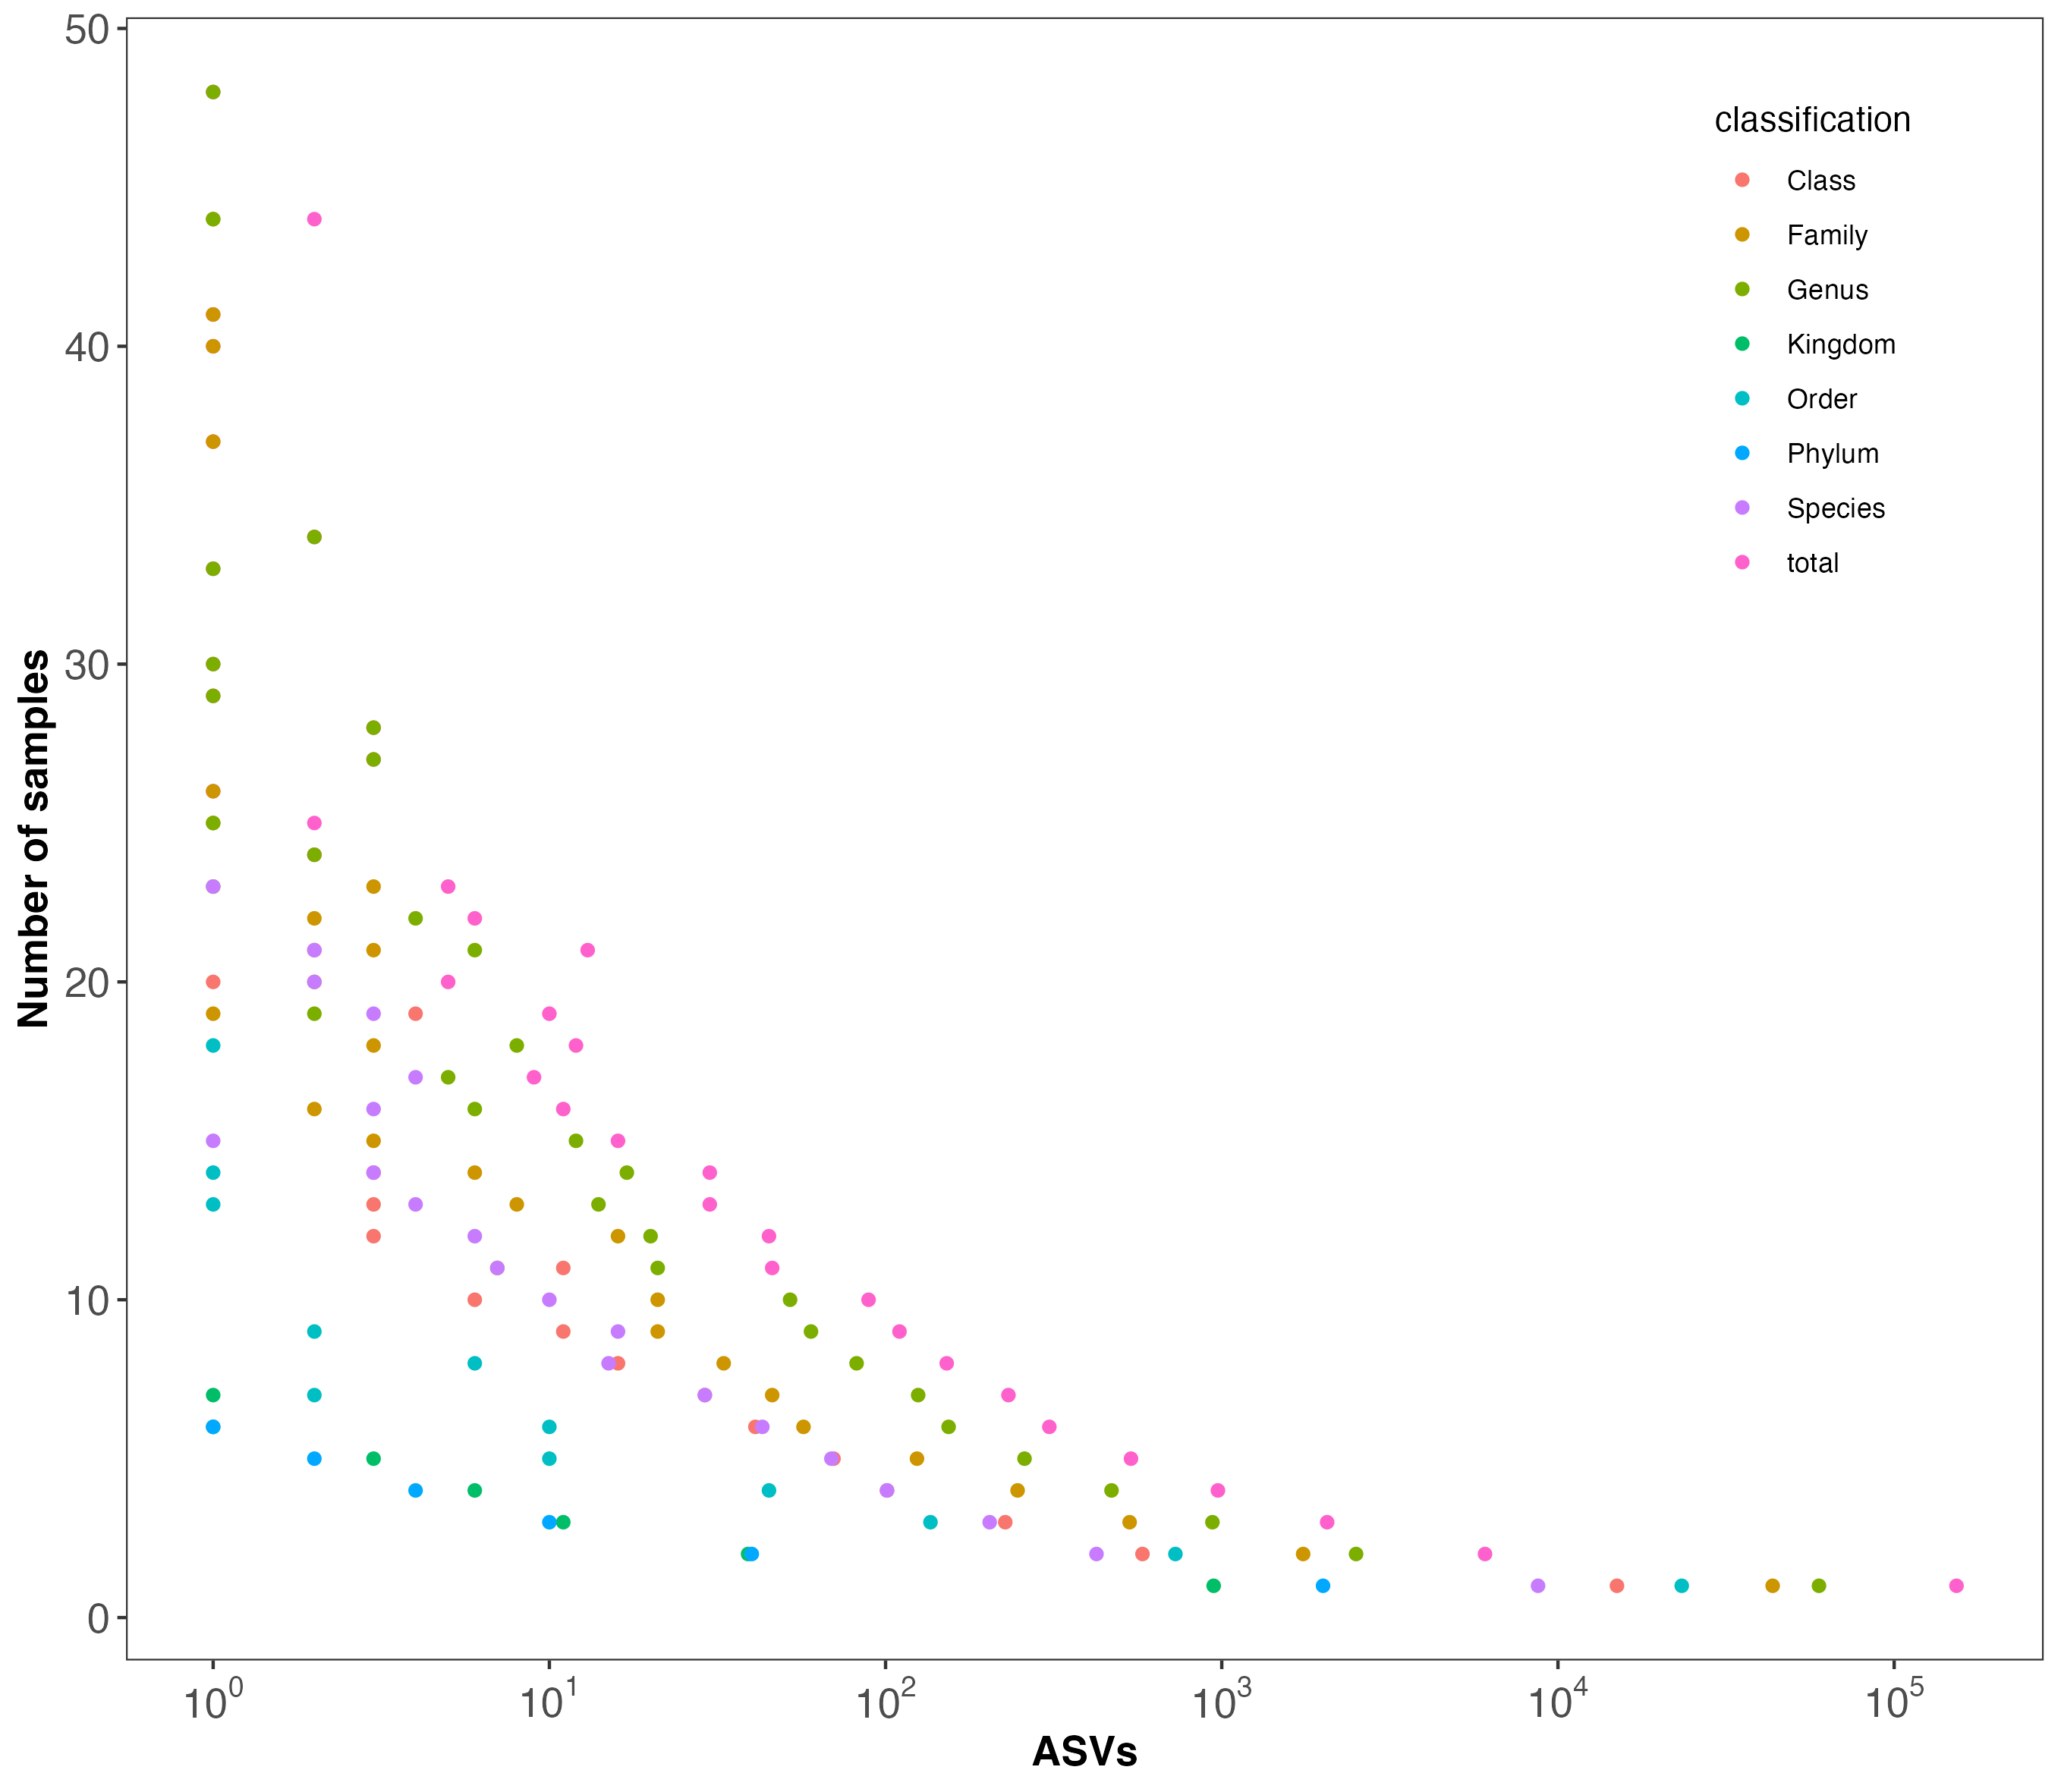 50
40
30
20
10
0
Number of samples
classification
Class
Family
Genus
Kingdom
Order
Phylum
Species
total
10^0 10^1 10^2 10^3 10^4 10^5
ASVs